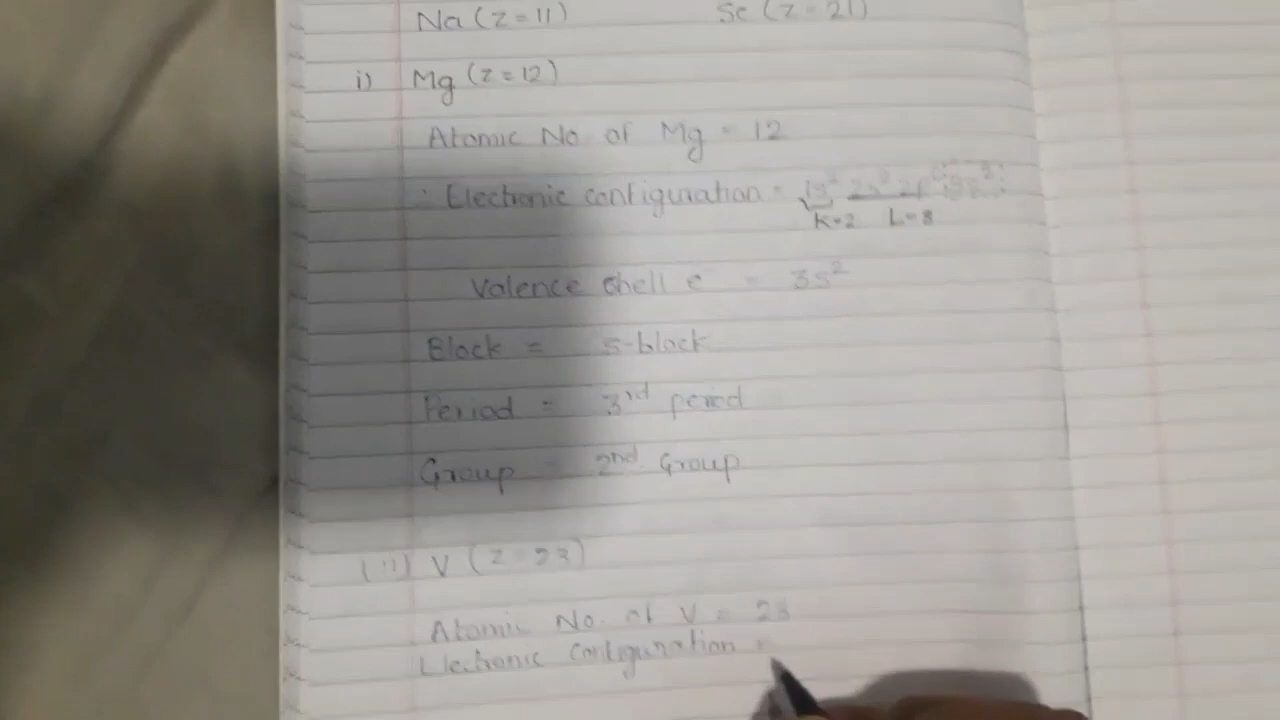 Na (Z=11) Sc (Z=21)
i) Mg (Z=12)
Atomic No of Mg = 12
∴ Electronic configuration = 1s² 2s² 2p⁶ 3s²
K=2 L=8
Valence shell e = 3s²
Block = s-block
Period = 3rd period
Group = 2nd Group
(ii) V (Z=23)
Atomic No. of V = 23
Electronic configuration =